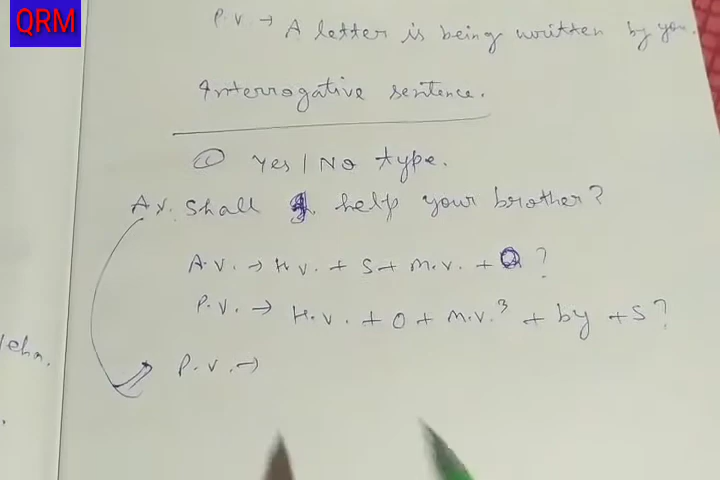 QRM
P.V. → A letter is being written by you.
Interrogative sentence.
① Yes | No type.
A.V. Shall I help your brother?
A.V. → H.V. + S + M.V. + O ?
P.V. → H.V. + O + M.V.³ + by + S ?
P.V. →